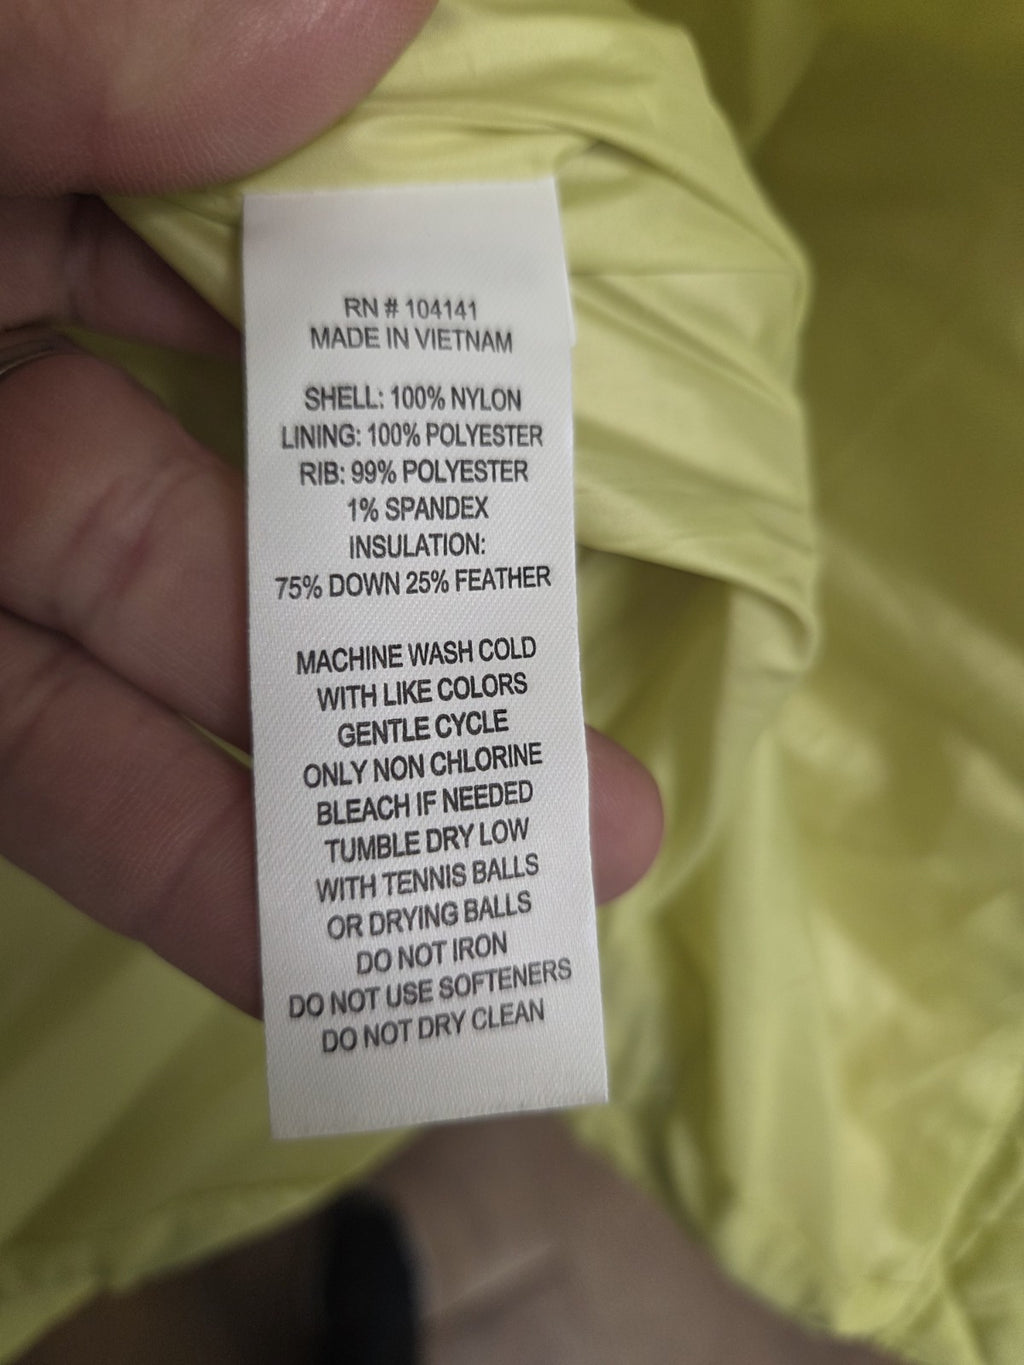 RN # 104141
MADE IN VIETNAM
SHELL: 100% NYLON
LINING: 100% POLYESTER
RIB: 99% POLYESTER
1% SPANDEX
INSULATION:
75% DOWN 25% FEATHER
MACHINE WASH COLD
WITH LIKE COLORS
GENTLE CYCLE
ONLY NON CHLORINE
BLEACH IF NEEDED
TUMBLE DRY LOW
WITH TENNIS BALLS
OR DRYING BALLS
DO NOT IRON
DO NOT USE SOFTENERS
DO NOT DRY CLEAN